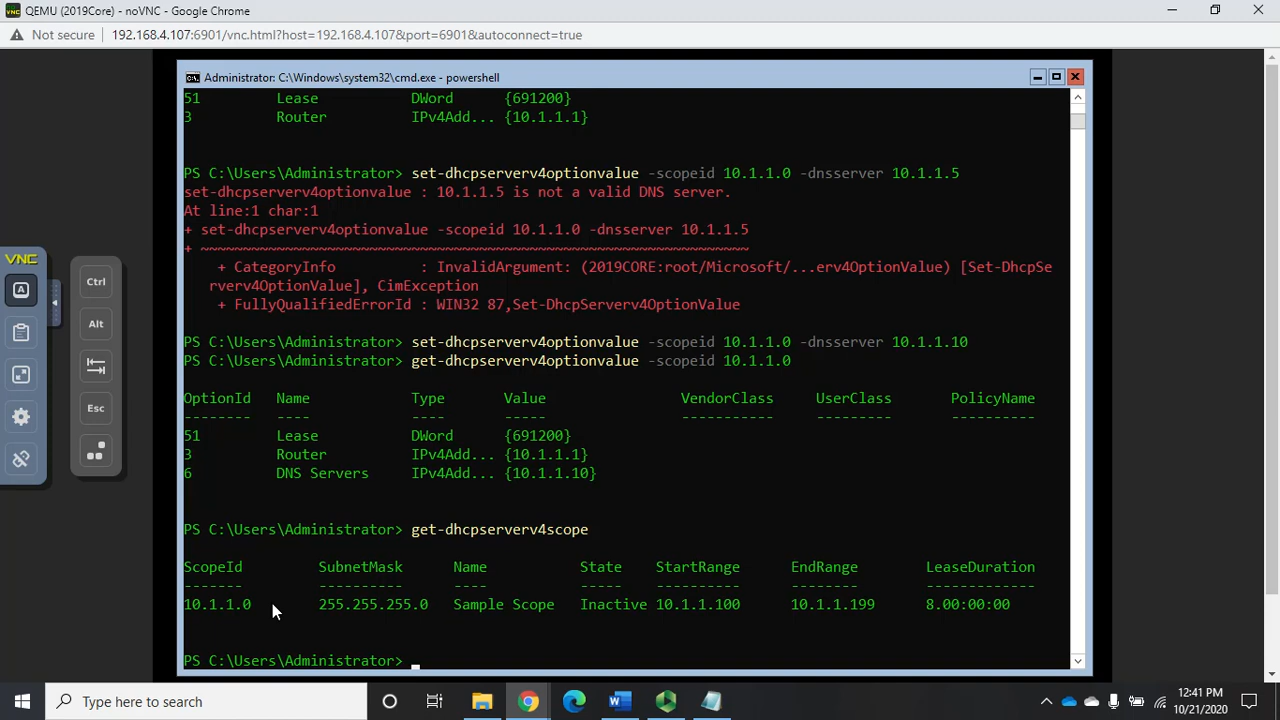 QEMU (2019Core) - noVNC - Google Chrome
Not secure 192.168.4.107:6901/vnc.html?host=192.168.4.107&port=6901&autoconnect=true
Administrator: C:\Windows\system32\cmd.exe - powershell
51 Lease DWord {691200}
3 Router IPv4Add... {10.1.1.1}
PS C:\Users\Administrator> set-dhcpserverv4optionvalue -scopeid 10.1.1.0 -dnsserver 10.1.1.5
set-dhcpserverv4optionvalue : 10.1.1.5 is not a valid DNS server.
At line:1 char:1
+ set-dhcpserverv4optionvalue -scopeid 10.1.1.0 -dnsserver 10.1.1.5
+ ~~~~~~~~~~~~~~~~~~~~~~~~~~~~~~~~~~~~~~~~~~~~~~~~~~~~~~~~~~~~~~~~~
+ CategoryInfo : InvalidArgument: (2019CORE:root/Microsoft/...erv4OptionValue) [Set-DhcpSe
rverv4OptionValue], CimException
+ FullyQualifiedErrorId : WIN32 87,Set-DhcpServerv4OptionValue
PS C:\Users\Administrator> set-dhcpserverv4optionvalue -scopeid 10.1.1.0 -dnsserver 10.1.1.10
PS C:\Users\Administrator> get-dhcpserverv4optionvalue -scopeid 10.1.1.0
OptionId Name Type Value VendorClass UserClass PolicyName
-------- ---- ---- ----- ----------- --------- ----------
51 Lease DWord {691200}
3 Router IPv4Add... {10.1.1.1}
6 DNS Servers IPv4Add... {10.1.1.10}
PS C:\Users\Administrator> get-dhcpserverv4scope
ScopeId SubnetMask Name State StartRange EndRange LeaseDuration
------- ---------- ---- ----- ---------- -------- -------------
10.1.1.0 255.255.255.0 Sample Scope Inactive 10.1.1.100 10.1.1.199 8.00:00:00
PS C:\Users\Administrator>
VNC
A
Ctrl
Alt
Esc
Type here to search
12:41 PM
10/21/2020